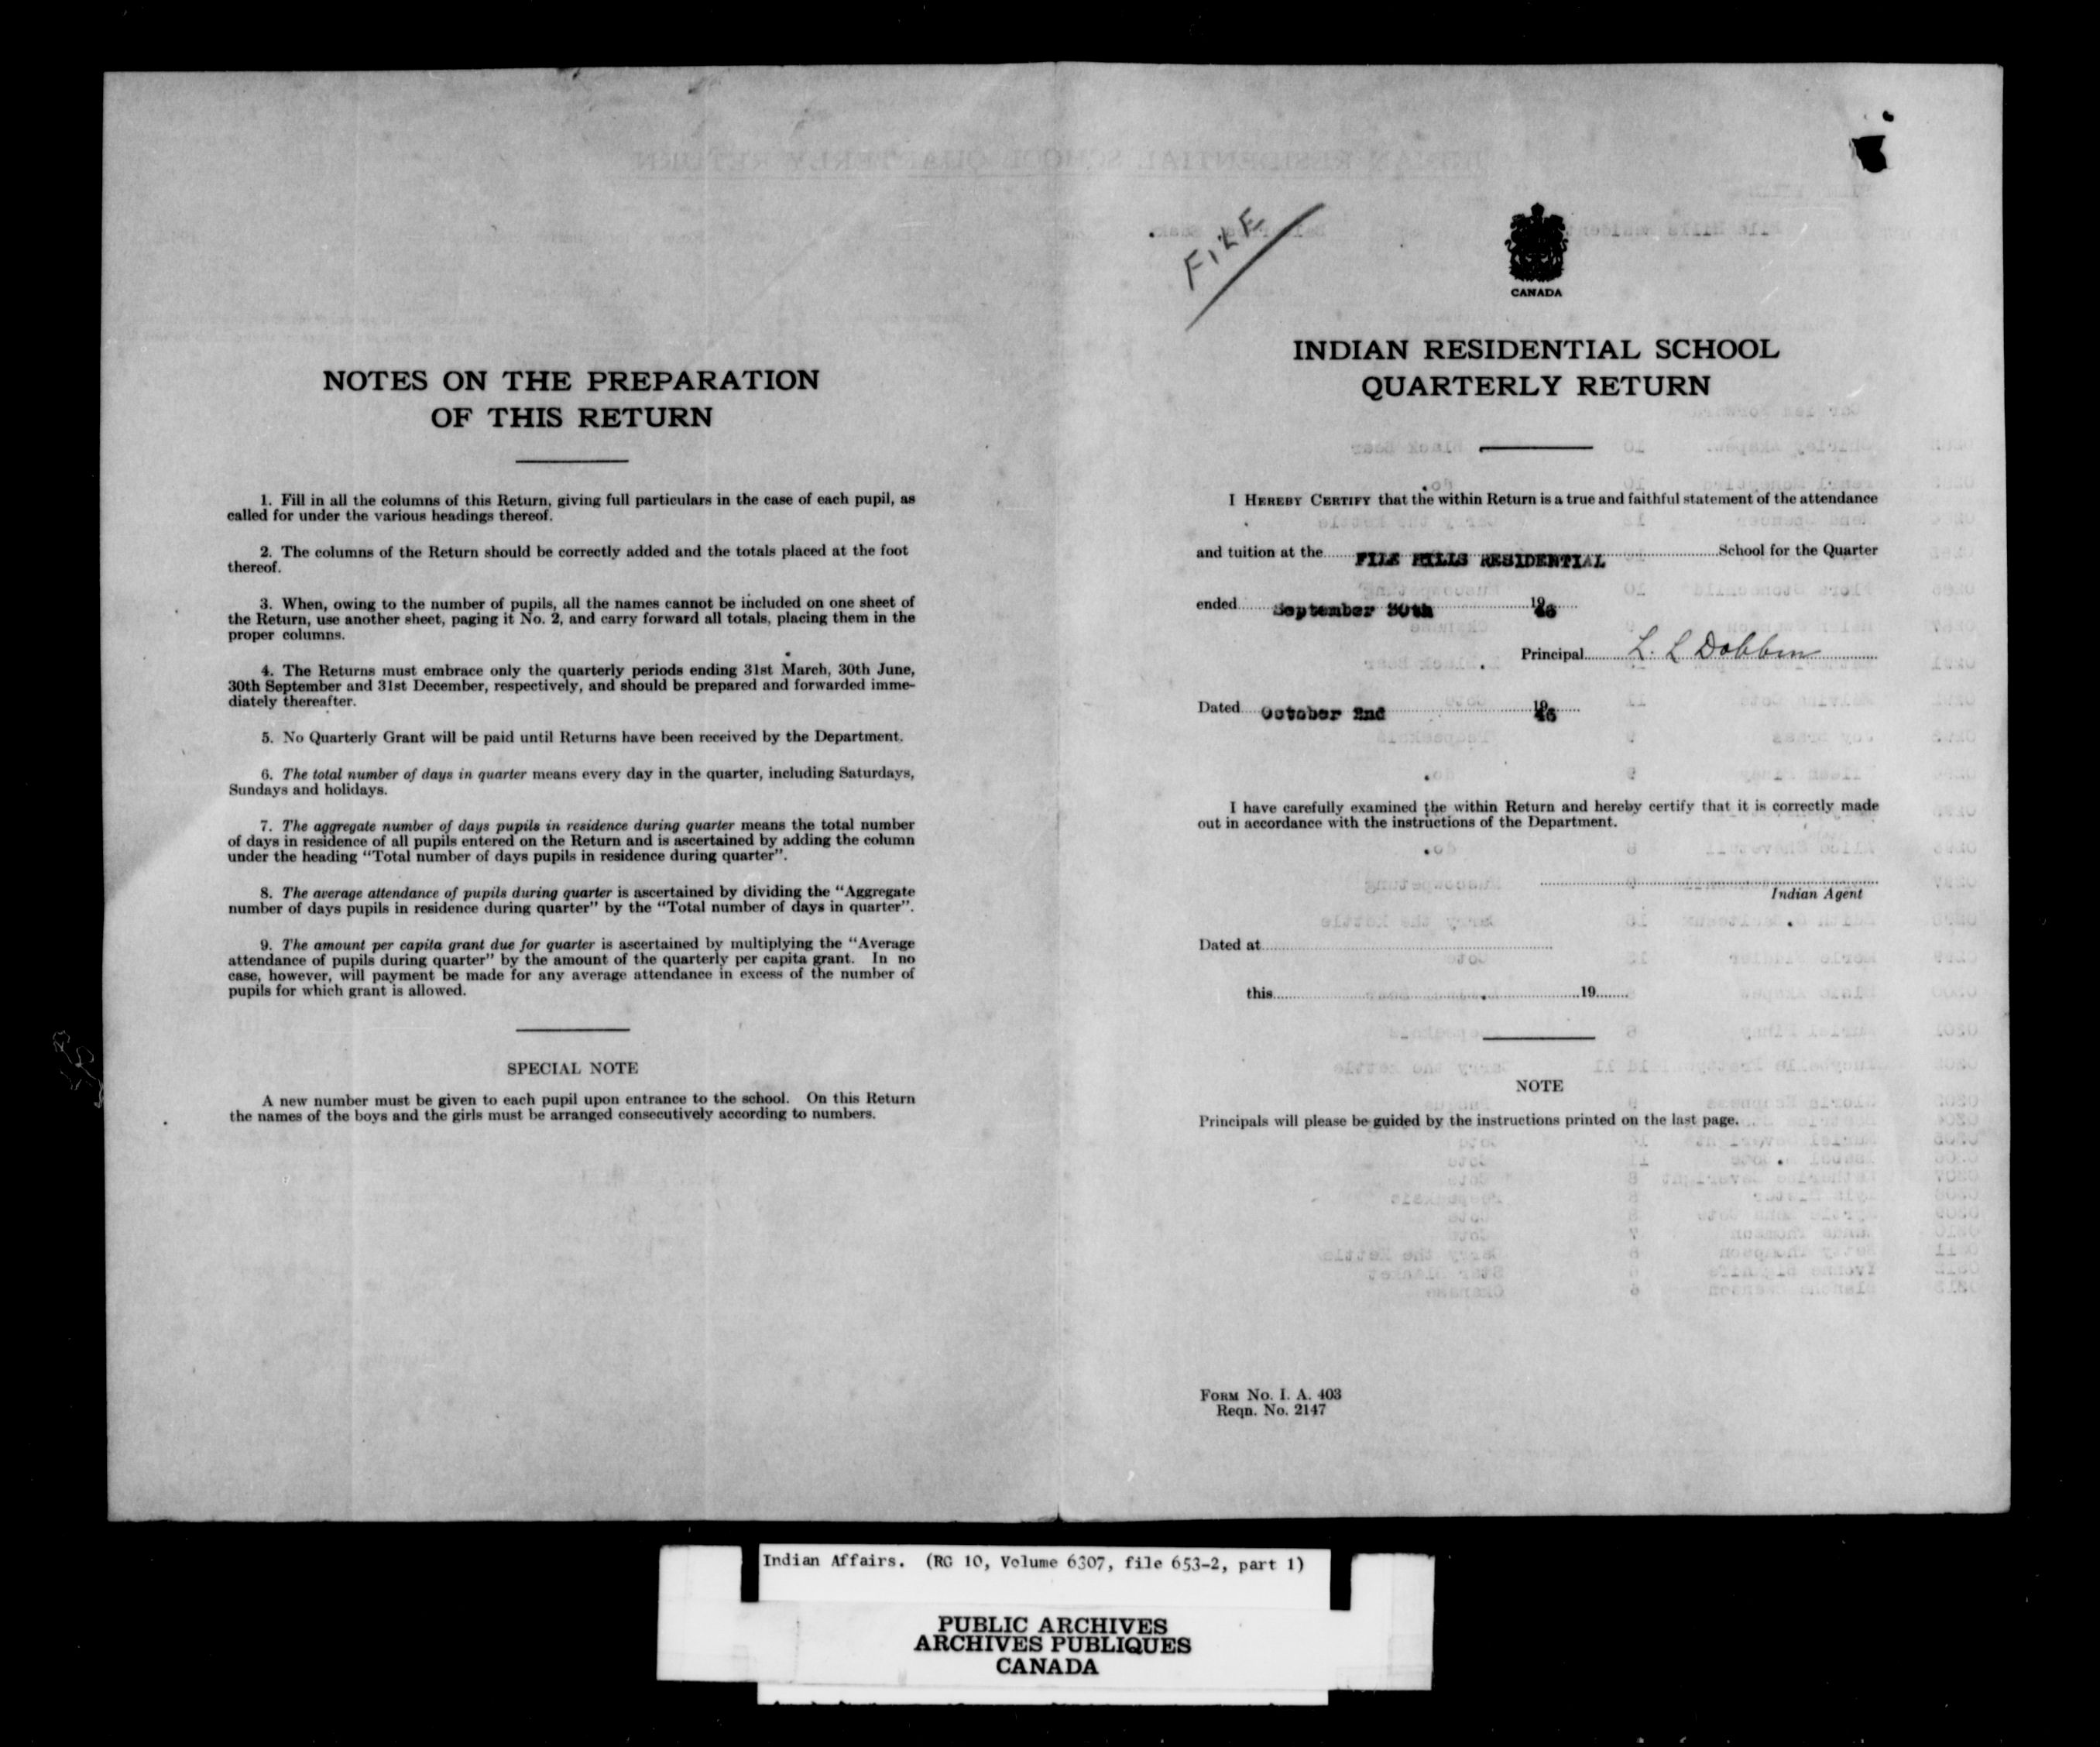 NOTES ON THE PREPARATION
OF THIS RETURN
1. Fill in all the columns of this Return, giving full particulars in the case of each pupil, as
called for under the various headings thereof.
2. The columns of the Return should be correctly added and the totals placed at the foot
thereof.
3. When, owing to the number of pupils, all the names cannot be included on one sheet of
the Return, use another sheet, paging it No. 2, and carry forward all totals, placing them in the
proper columns.
4. The Returns must embrace only the quarterly periods ending 31st March, 30th June,
30th September and 31st December, respectively, and should be prepared and forwarded imme-
diately thereafter.
5. No Quarterly Grant will be paid until Returns have been received by the Department.
6. The total number of days in quarter means every day in the quarter, including Saturdays,
Sundays and holidays.
7. The aggregate number of days pupils in residence during quarter means the total number
of days in residence of all pupils entered on the Return and is ascertained by adding the column
under the heading "Total number of days pupils in residence during quarter".
8. The average attendance of pupils during quarter is ascertained by dividing the "Aggregate
number of days pupils in residence during quarter" by the "Total number of days in quarter".
9. The amount per capita grant due for quarter is ascertained by multiplying the "Average
attendance of pupils during quarter" by the amount of the quarterly per capita grant. In no
case, however, will payment be made for any average attendance in excess of the number of
pupils for which grant is allowed.
SPECIAL NOTE
A new number must be given to each pupil upon entrance to the school. On this Return
the names of the boys and the girls must be arranged consecutively according to numbers.
FILE
CANADA
INDIAN RESIDENTIAL SCHOOL
QUARTERLY RETURN
I HEREBY CERTIFY that the within Return is a true and faithful statement of the attendance
and tuition at the FILE HILLS RESIDENTIAL School for the Quarter
ended September 30th 19
Principal L. L Dobbin
Dated October 2nd 19
I have carefully examined the within Return and hereby certify that it is correctly made
out in accordance with the instructions of the Department.
Indian Agent
Dated at
this 19
NOTE
Principals will please be guided by the instructions printed on the last page.
FORM No. I. A. 403
Reqn. No. 2147
Indian Affairs. (RG 10, Volume 6307, file 653-2, part 1)
PUBLIC ARCHIVES
ARCHIVES PUBLIQUES
CANADA